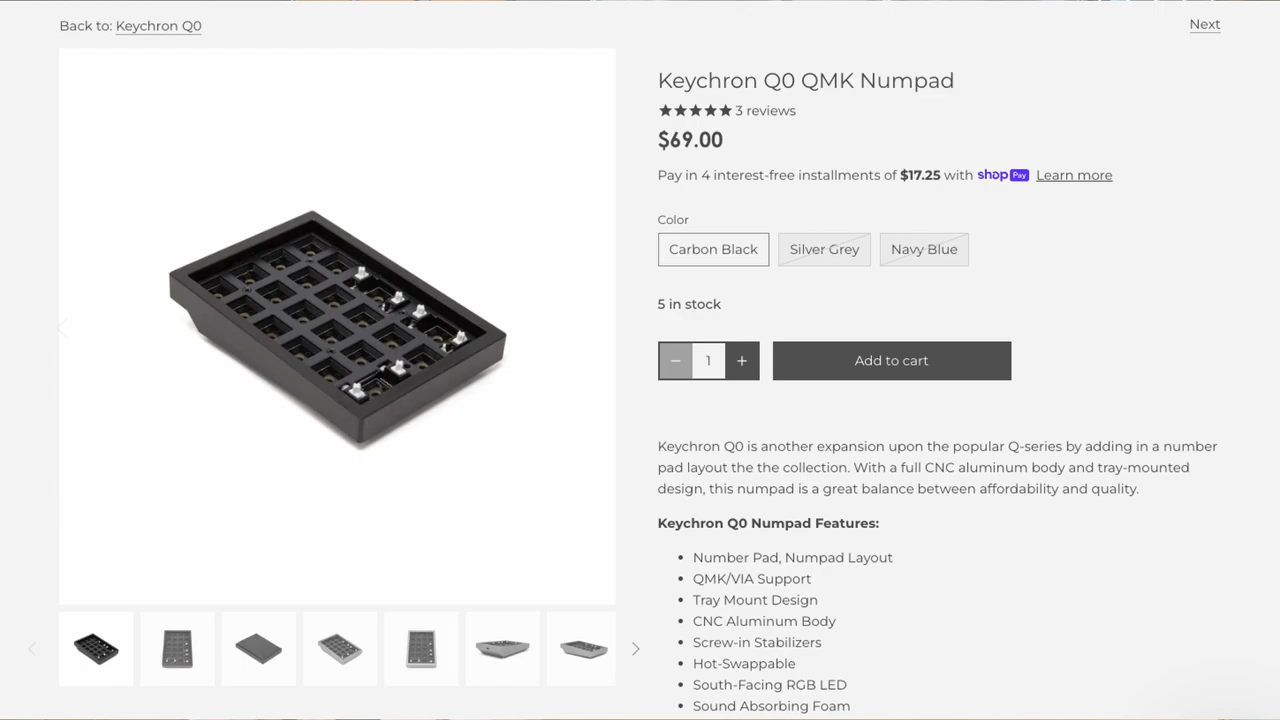 Back to: Keychron Q0
Next
Keychron Q0 QMK Numpad
3 reviews
$69.00
Pay in 4 interest-free installments of $17.25 with shop Pay Learn more
Color
Carbon Black
Silver Grey
Navy Blue
5 in stock
− 1 +
Add to cart
Keychron Q0 is another expansion upon the popular Q-series by adding in a number
pad layout the the collection. With a full CNC aluminum body and tray-mounted
design, this numpad is a great balance between affordability and quality.
Keychron Q0 Numpad Features:
• Number Pad, Numpad Layout
• QMK/VIA Support
• Tray Mount Design
• CNC Aluminum Body
• Screw-in Stabilizers
• Hot-Swappable
• South-Facing RGB LED
• Sound Absorbing Foam